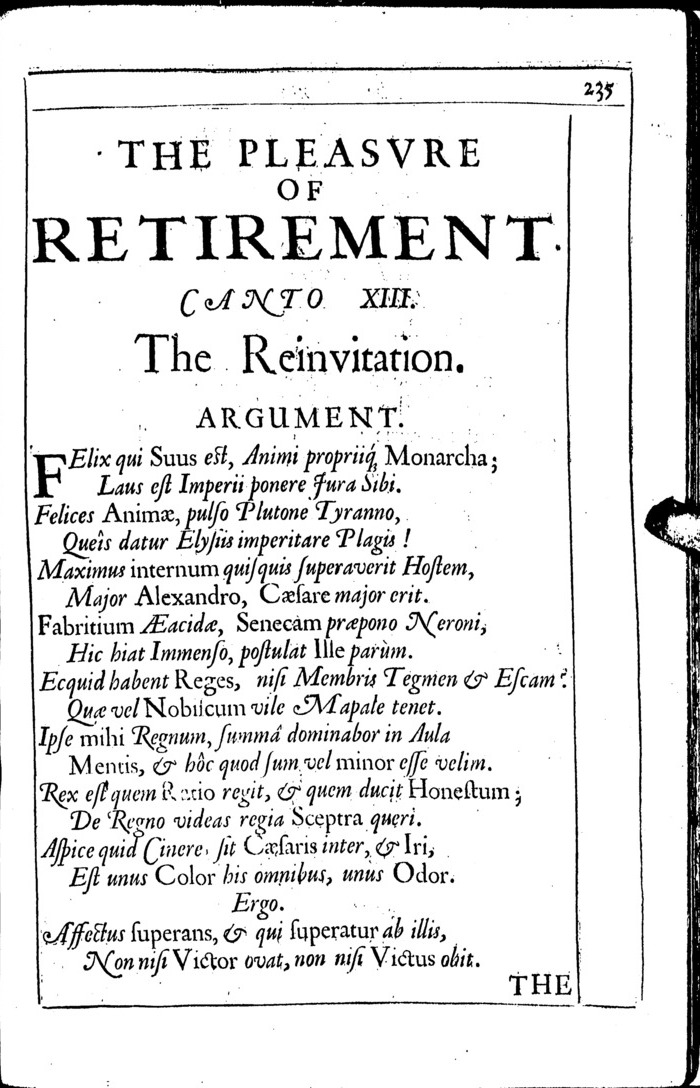 235
THE PLEASVRE
OF
RETIREMENT.
CANTO XIII.
The Reinvitation.
ARGUMENT.
FElix qui Suus est, Animi propriiq́; Monarcha;
Laus eſt Imperii ponere Jura Sibi.
Felices Animæ, pulſo Plutone Tyranno,
Queîs datur Elyſiis imperitare Plagis!
Maximus internum quiſquis ſuperaverit Hoſtem,
Major Alexandro, Cæſare major erit.
Fabritium Æacidæ, Senecam præpono Neroni;
Hic hiat Immenſo, poſtulat Ille parùm.
Ecquid habent Reges, niſi Membris Tegmen & Eſcam?
Quæ vel Nobiſcum vile Mapale tenet.
Ipſe mihi Regnum, ſummâ dominabor in Aula
Mentis, & hôc quod ſum vel minor eſſe velim.
Rex eſt quem Ratio regit, & quem ducit Honeſtum;
De Regno videas regia Sceptra queri.
Aſpice quid Cineres ſit Cæſaris inter, & Iri,
Eſt unus Color his omnibus, unus Odor.
Ergo.
Affectus ſuperans, & qui ſuperatur ab illis,
Non niſi Victor ovat, non niſi Victus obit.
THE